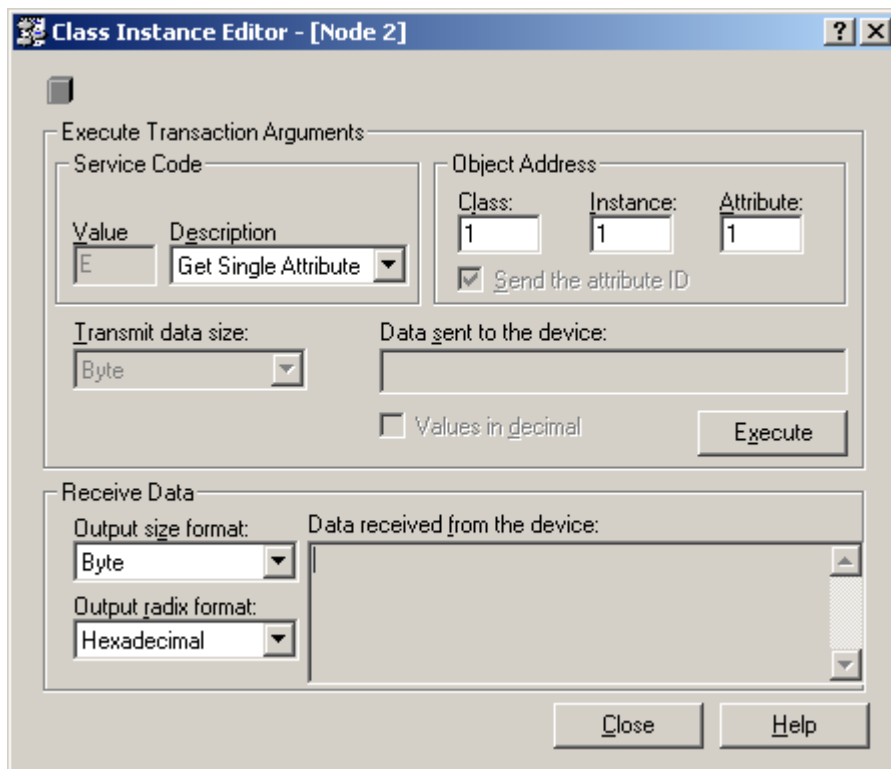 Class Instance Editor - [Node 2]
Execute Transaction Arguments
Service Code
Object Address
Class:
Instance:
Attribute:
Value
Description
1
1
1
E
Get Single Attribute
Send the attribute ID
Transmit data size:
Data sent to the device:
Byte
Values in decimal
Execute
Receive Data
Output size format:
Data received from the device:
Byte
Output radix format:
Hexadecimal
Close
Help